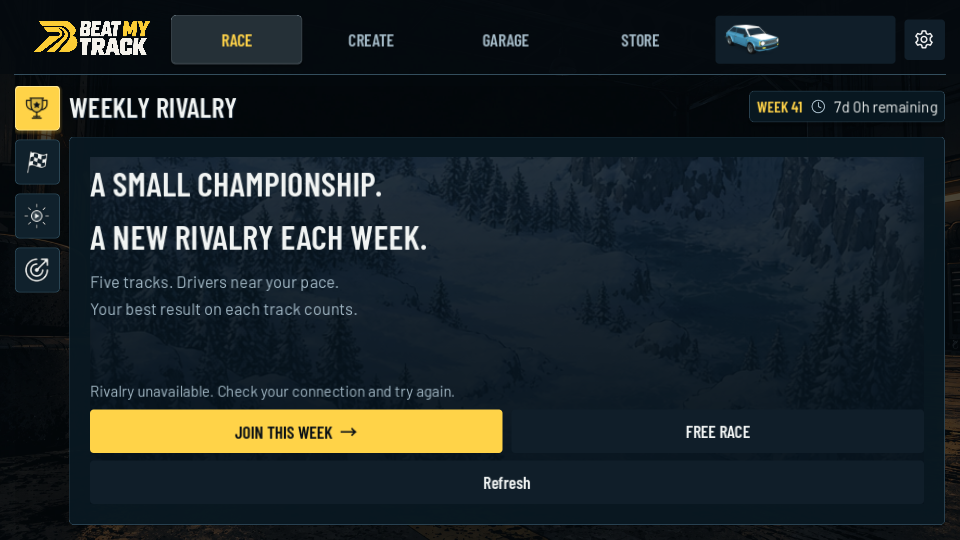 BEAT MY
TRACK
RACE
CREATE
GARAGE
STORE
WEEKLY RIVALRY
WEEK 41
7d 0h remaining
A SMALL CHAMPIONSHIP.
A NEW RIVALRY EACH WEEK.
Five tracks. Drivers near your pace.
Your best result on each track counts.
Rivalry unavailable. Check your connection and try again.
JOIN THIS WEEK →
FREE RACE
Refresh